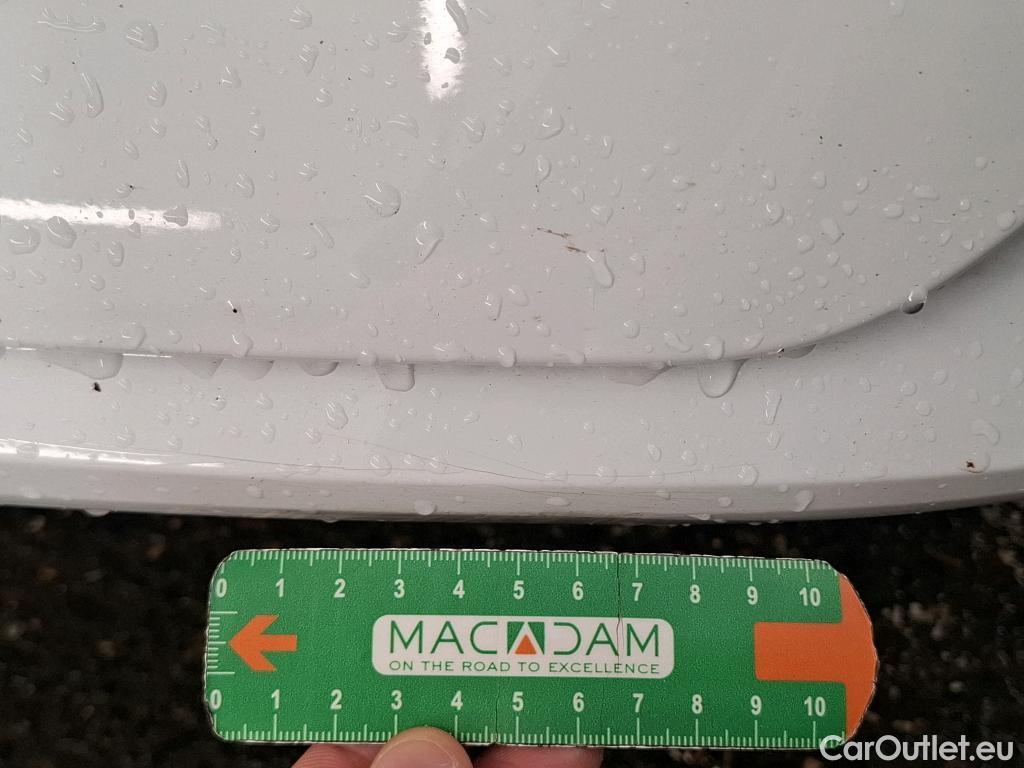 0 1 2 3 4 5 6 7 8 9 10
MACADAM
ON THE ROAD TO EXCELLENCE
0 1 2 3 4 5 6 7 8 9 10
CarOutlet.eu